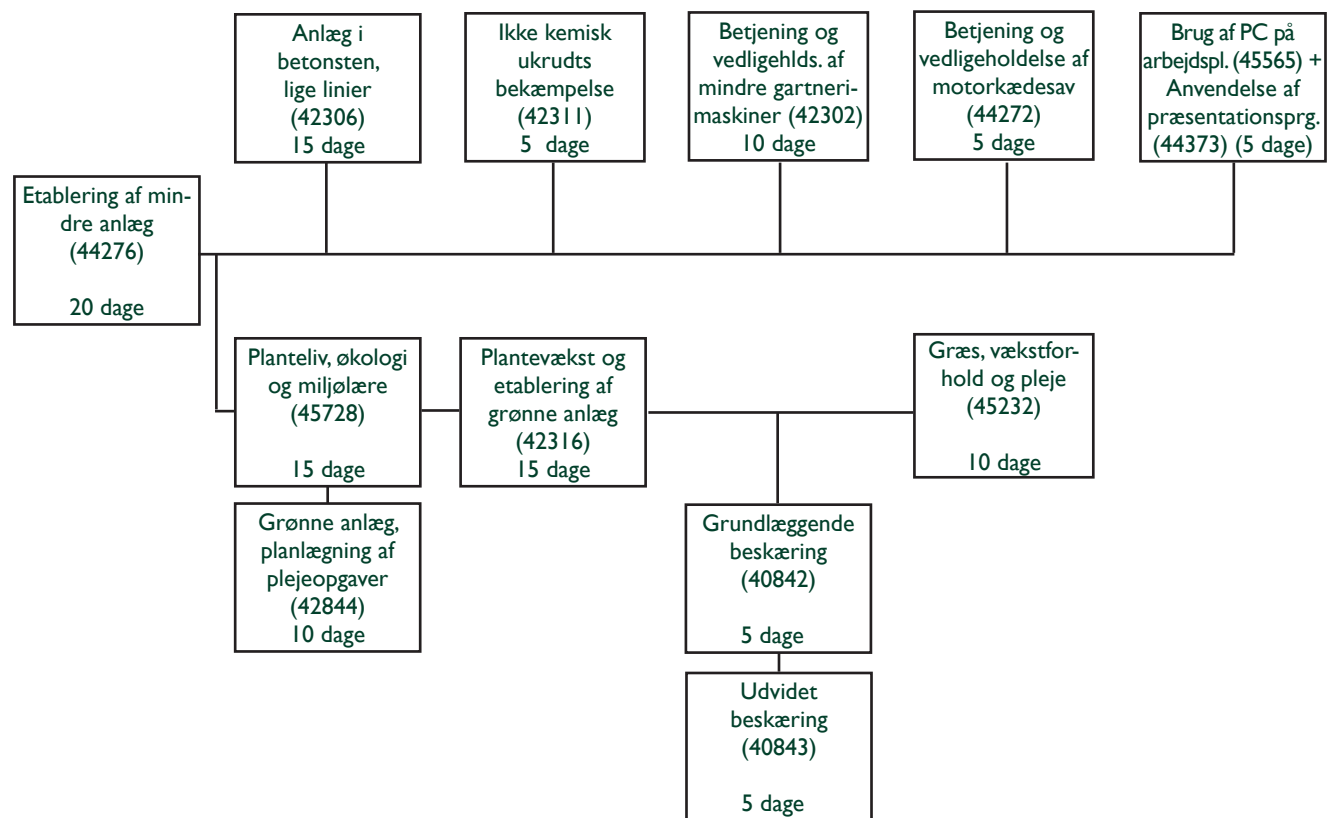 Anlæg i
betonsten,
lige linier
(42306)
15 dage
Ikke kemisk
ukrudts
bekæmpelse
(42311)
5 dage
Betjening og
vedligehlds. af
mindre gartneri-
maskiner (42302)
10 dage
Betjening og
vedligeholdelse af
motorkædesav
(44272)
5 dage
Brug af PC på
arbejdspl. (45565) +
Anvendelse af
præsentationsprg.
(44373) (5 dage)
Etablering af min-
dre anlæg
(44276)
20 dage
Planteliv, økologi
og miljølære
(45728)
15 dage
Plantevækst og
etablering af
grønne anlæg
(42316)
15 dage
Græs, vækstfor-
hold og pleje
(45232)
10 dage
Grønne anlæg,
planlægning af
plejeopgaver
(42844)
10 dage
Grundlæggende
beskæring
(40842)
5 dage
Udvidet
beskæring
(40843)
5 dage